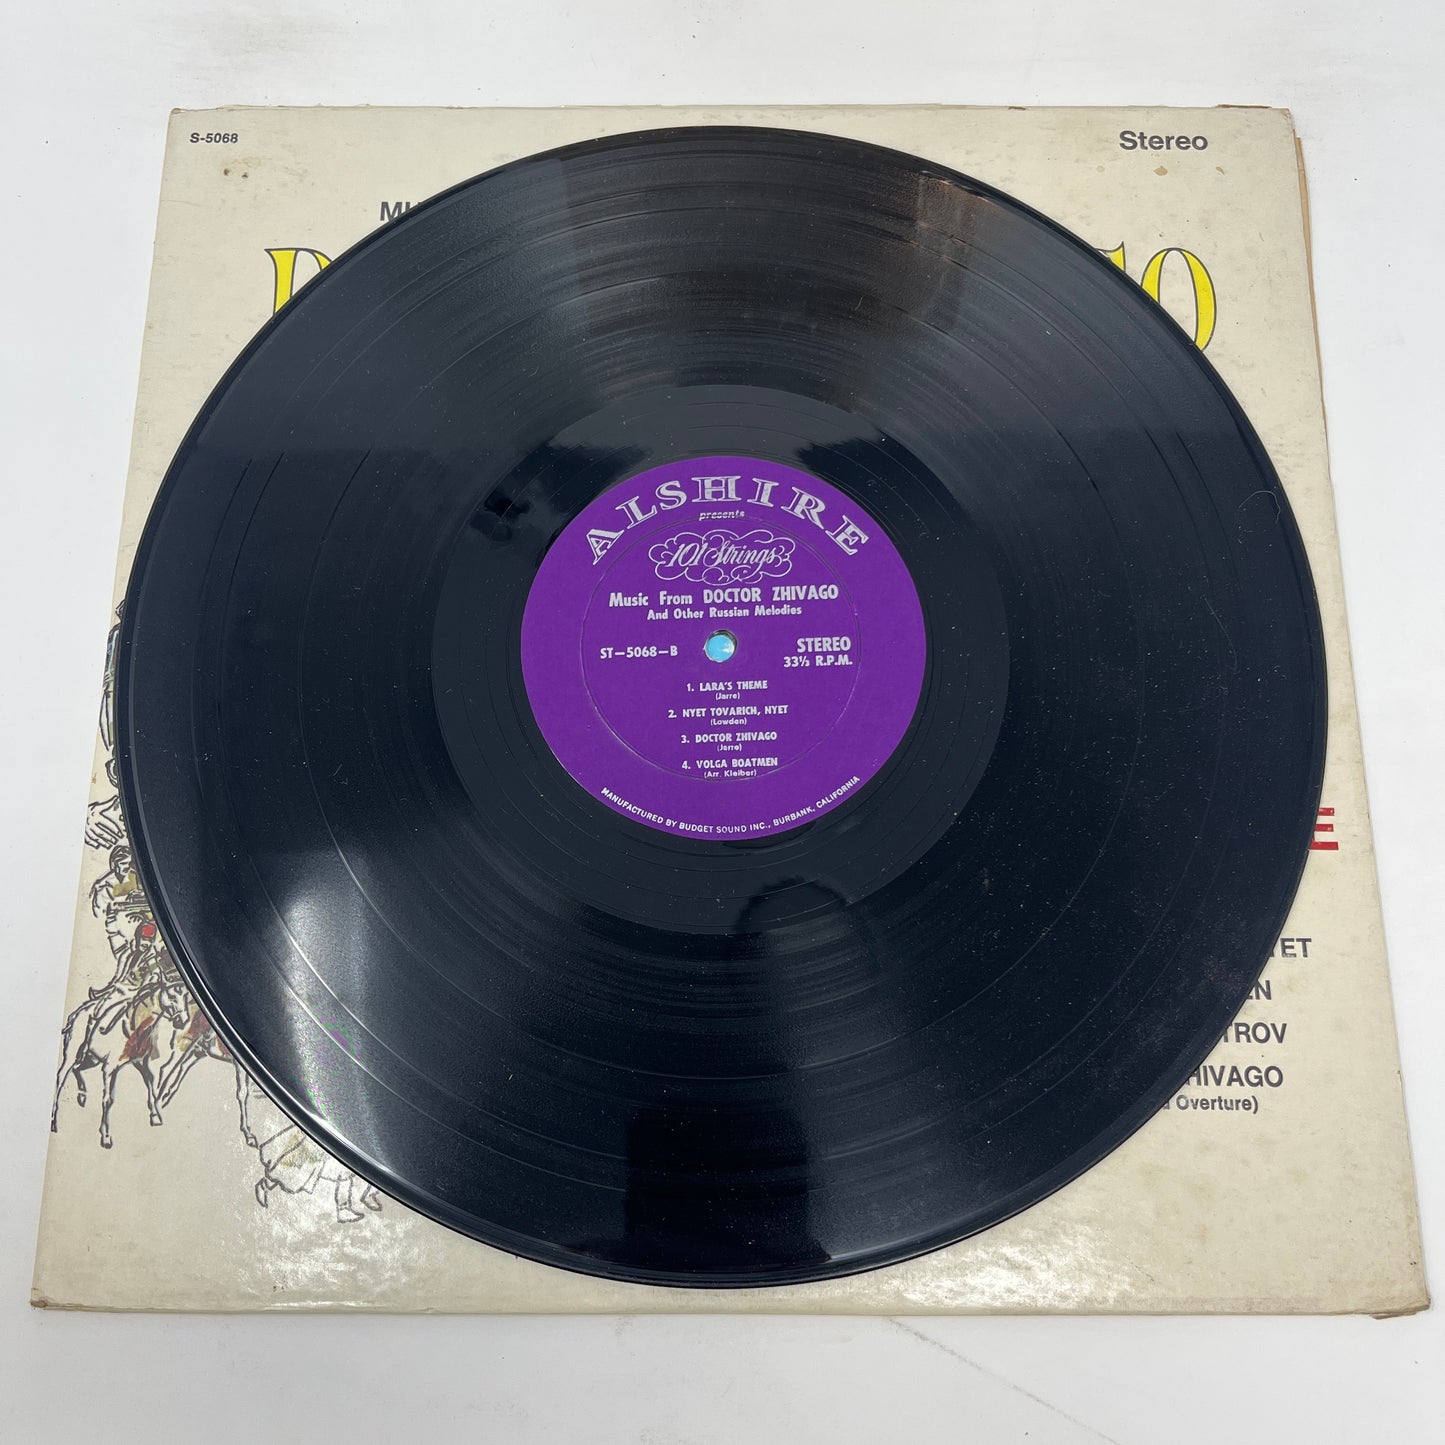 S-5068
Stereo
ALSHIRE
presents
101 Strings
Music From DOCTOR ZHIVAGO
And Other Russian Melodies
ST-5068-B
STEREO
33⅓ R.P.M.
1. LARA'S THEME
(Jarre)
2. NYET TOVARICH, NYET
(Lowden)
3. DOCTOR ZHIVAGO
(Jarre)
4. VOLGA BOATMEN
(Arr. Kleiber)
MANUFACTURED BY BUDGET SOUND INC., BURBANK, CALIFORNIA
E
YET
EN
TROV
HIVAGO
Overture)